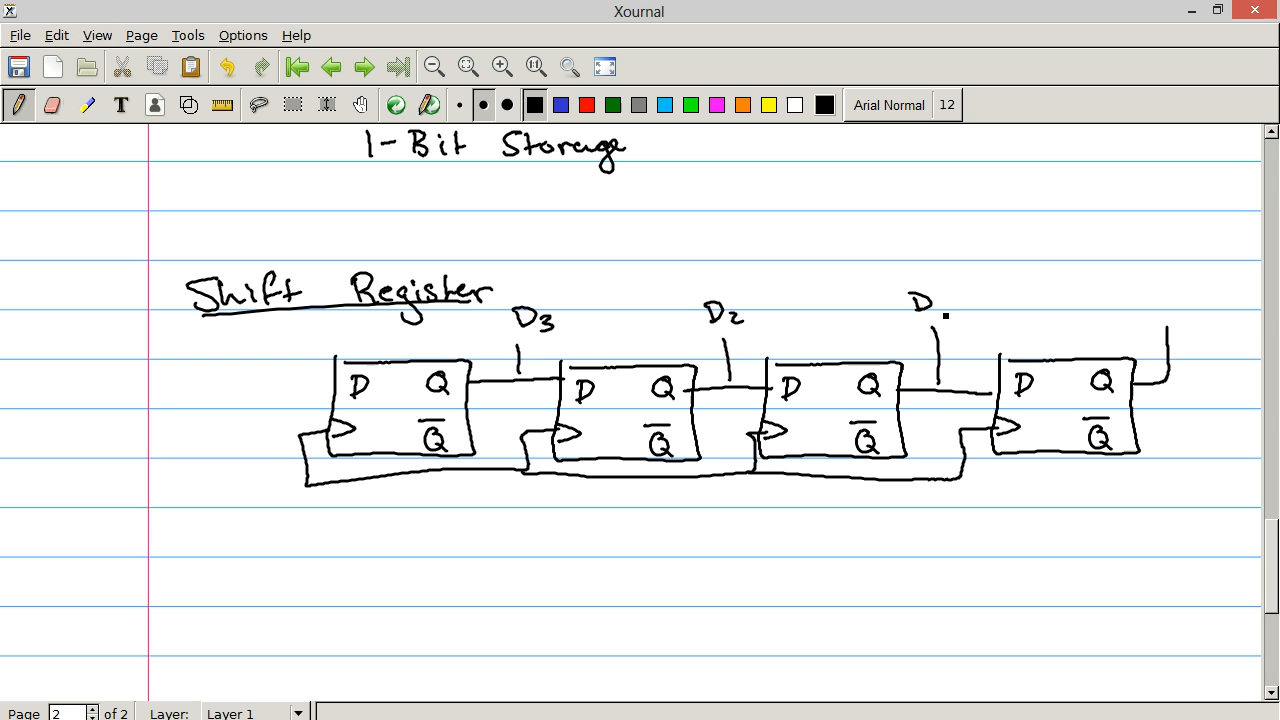 Xournal
File Edit View Page Tools Options Help
Arial Normal 12
1-Bit Storage
Shift Register
D3 D2 D
D Q D Q D Q D Q
Q̅ Q̅ Q̅ Q̅
Page 2 of 2 Layer: Layer 1